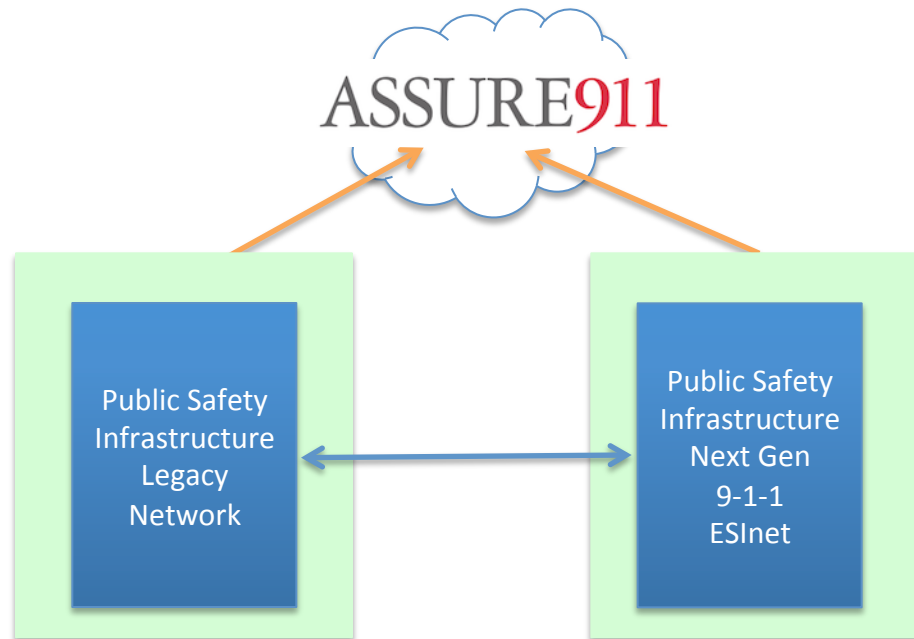 ASSURE911
Public Safety
Infrastructure
Legacy
Network
Public Safety
Infrastructure
Next Gen
9-1-1
ESInet